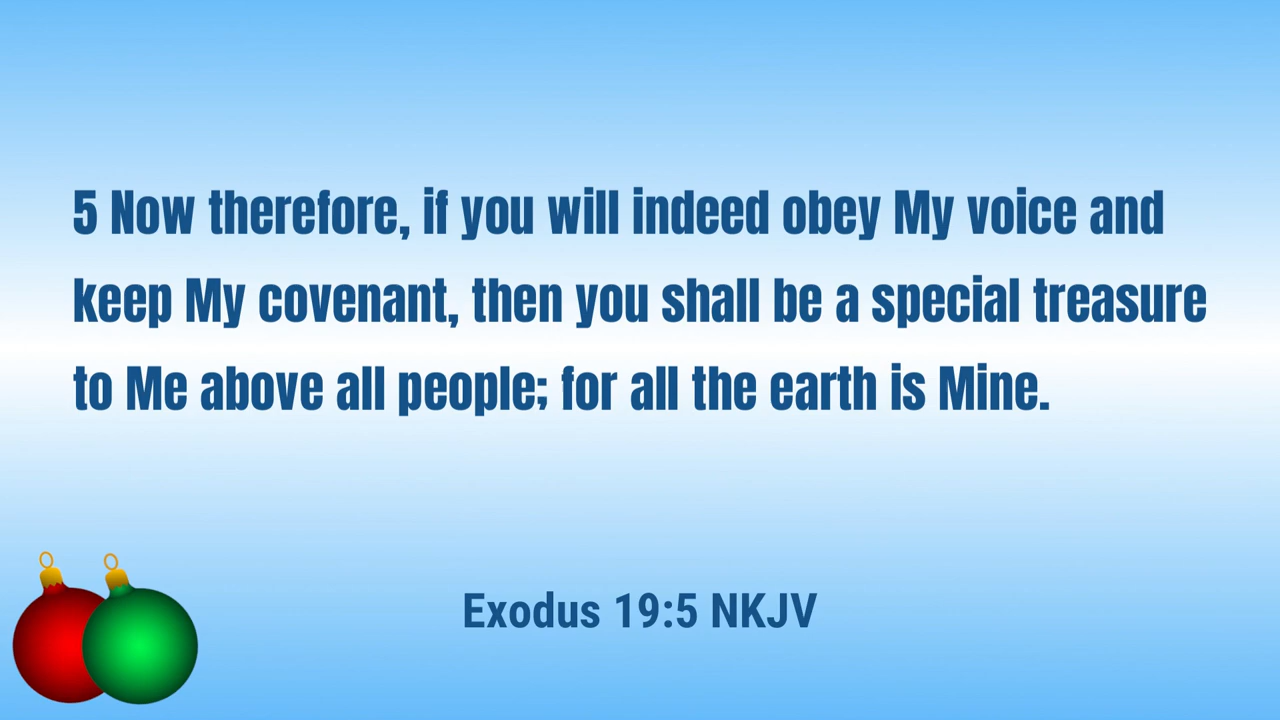 5 Now therefore, if you will indeed obey My voice and
keep My covenant, then you shall be a special treasure
to Me above all people; for all the earth is Mine.
Exodus 19:5 NKJV